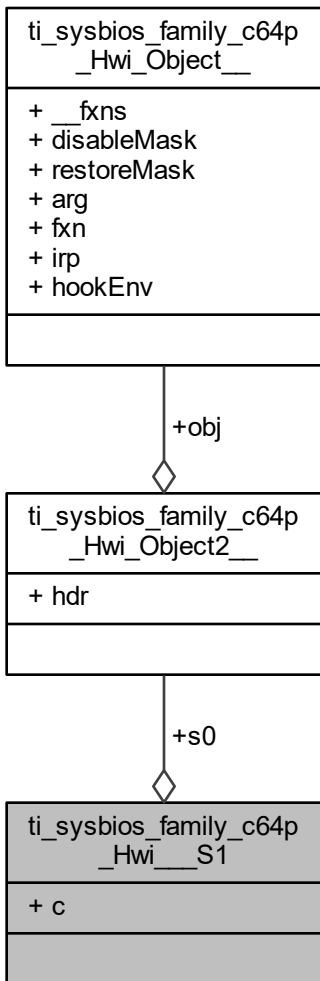 ti_sysbios_family_c64p
_Hwi_Object__
+ __fxns
+ disableMask
+ restoreMask
+ arg
+ fxn
+ irp
+ hookEnv
+obj
ti_sysbios_family_c64p
_Hwi_Object2__
+ hdr
+s0
ti_sysbios_family_c64p
_Hwi___S1
+ c